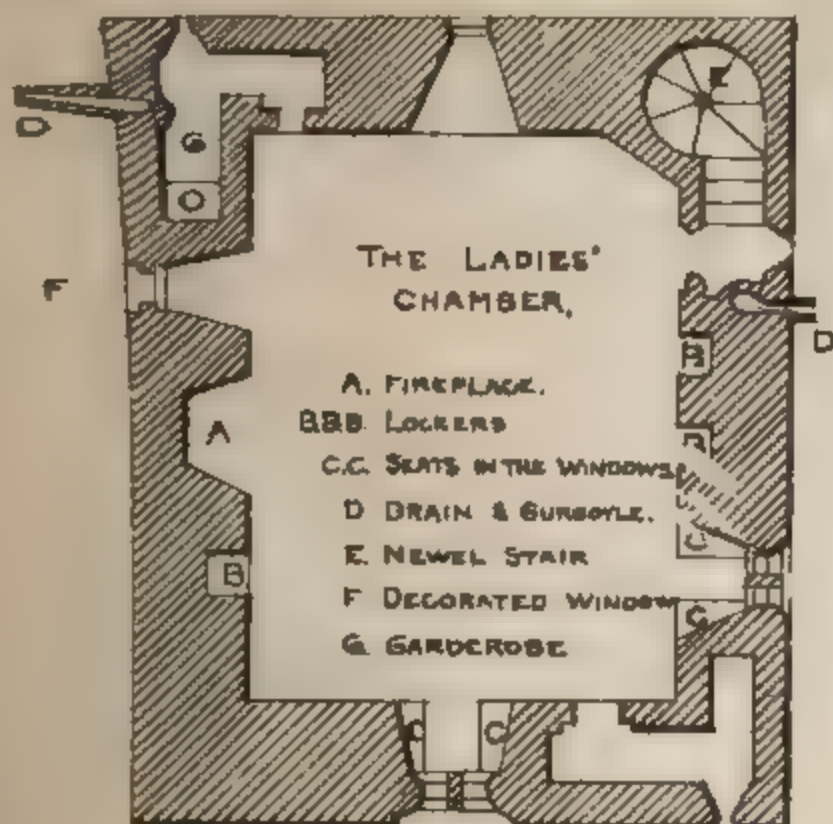 E
D
G
THE LADIES'
CHAMBER.
F
D
B
A. FIREPLACE.
A
BBB LOCKERS
B
C.C. SEATS IN THE WINDOWS
D DRAIN & GURGOYLE.
C
E. NEWEL STAIR
B
F DECORATED WINDOW
C
G GARDEROBE
C
C